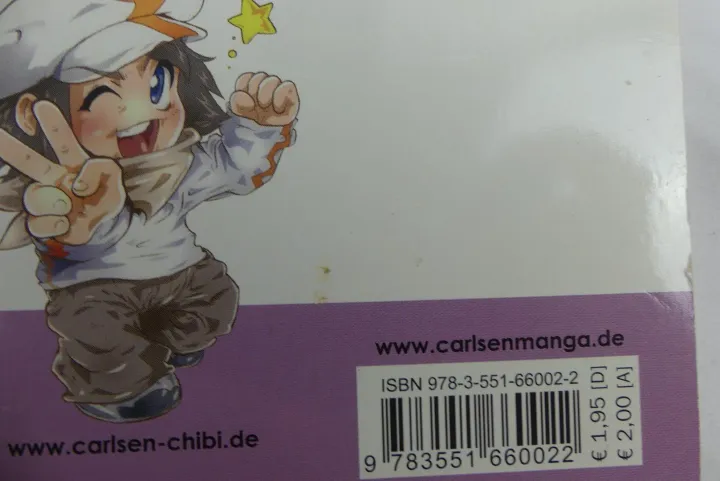 www.carlsenmanga.de
ISBN 978-3-551-66002-2
9 783551 660022
€ 1,95 [D]
€ 2,00 [A]
www.carlsen-chibi.de